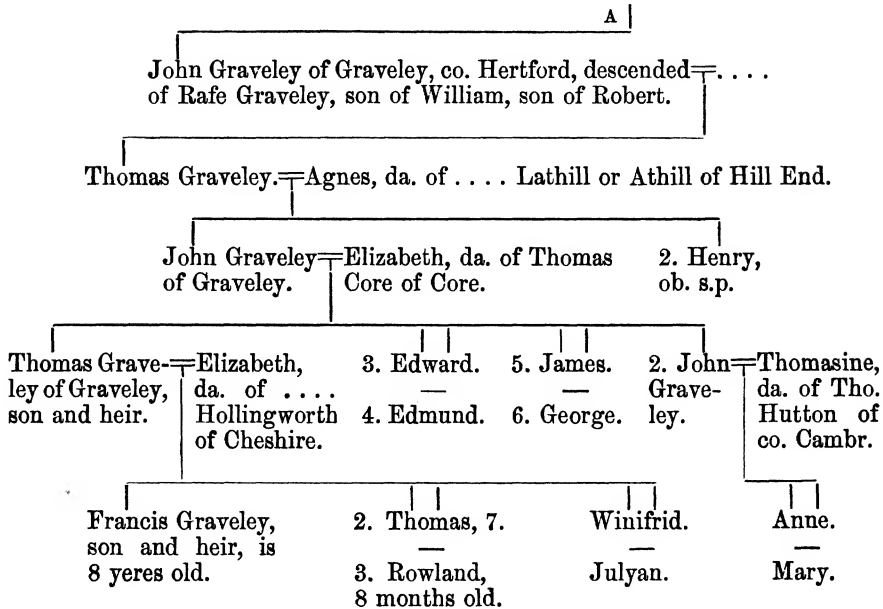 A
John Graveley of Graveley, co. Hertford, descended=. . . .
of Rafe Graveley, son of William, son of Robert.
Thomas Graveley.=Agnes, da. of . . . . Lathill or Athill of Hill End.
John Graveley=Elizabeth, da. of Thomas
of Graveley. Core of Core.
2. Henry,
ob. s.p.
Thomas Grave-
ley of Graveley,
son and heir.
=Elizabeth,
da. of . . . .
Hollingworth
of Cheshire.
3. Edward.
—
4. Edmund.
5. James.
—
6. George.
2. John
Grave-
ley.
=Thomasine,
da. of Tho.
Hutton of
co. Cambr.
Francis Graveley,
son and heir, is
8 yeres old.
2. Thomas, 7.
—
3. Rowland,
8 months old.
Winifrid.
—
Julyan.
Anne.
—
Mary.